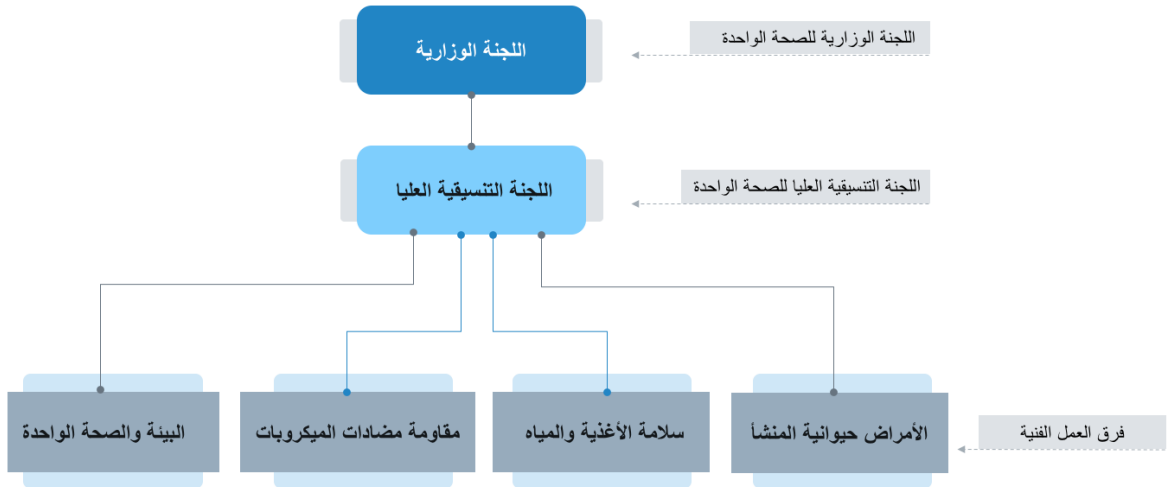 اللجنة الوزارية للصحة الواحدة
اللجنة الوزارية
اللجنة التنسيقية العليا للصحة الواحدة
اللجنة التنسيقية العليا
الأمراض حيوانية المنشأ
سلامة الأغذية والمياه
مقاومة مضادات الميكروبات
البيئة والصحة الواحدة
فرق العمل الفنية